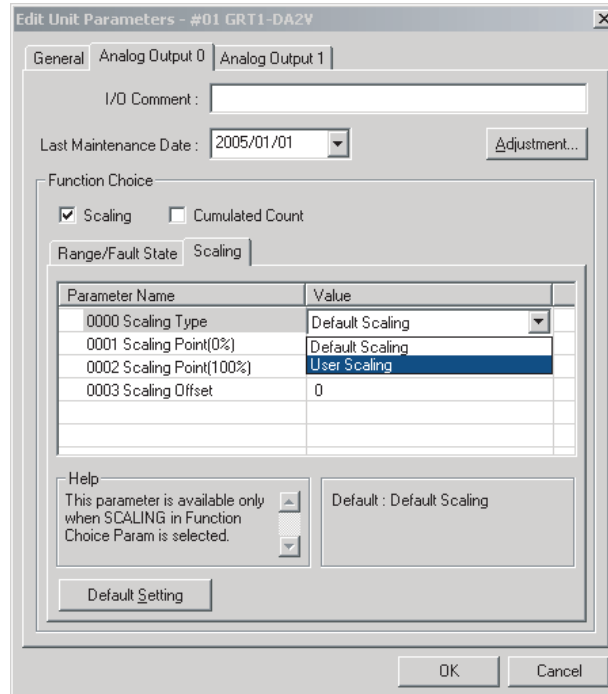 Edit Unit Parameters - #01 GRT1-DA2V
General Analog Output 0 Analog Output 1
I/O Comment :
Last Maintenance Date : 2005/01/01 Adjustment...
Function Choice
Scaling Cumulated Count
Range/Fault State Scaling
Parameter Name Value
0000 Scaling Type Default Scaling
0001 Scaling Point(0%) Default Scaling
0002 Scaling Point(100%) User Scaling
0003 Scaling Offset 0
Help
This parameter is available only
when SCALING in Function
Choice Param is selected.
Default : Default Scaling
Default Setting
OK Cancel